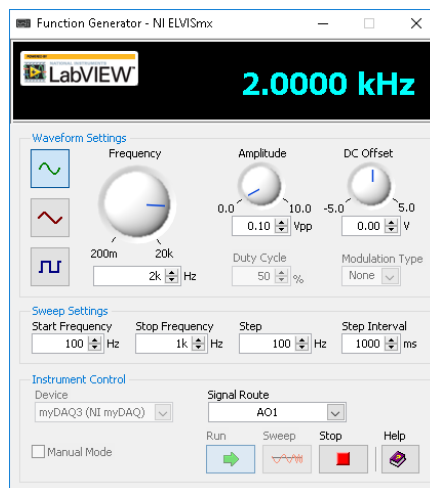 Function Generator - NI ELVISmx
LabVIEW
2.0000 kHz
Waveform Settings
Frequency
Amplitude
DC Offset
0.0 10.0
-5.0 5.0
0.10 Vpp
0.00 V
200m 20k
2k Hz
Duty Cycle
50 %
Modulation Type
None
Sweep Settings
Start Frequency Stop Frequency Step Step Interval
100 Hz 1k Hz 100 Hz 1000 ms
Instrument Control
Device
myDAQ3 (NI myDAQ)
Signal Route
AO1
Manual Mode
Run Sweep Stop Help